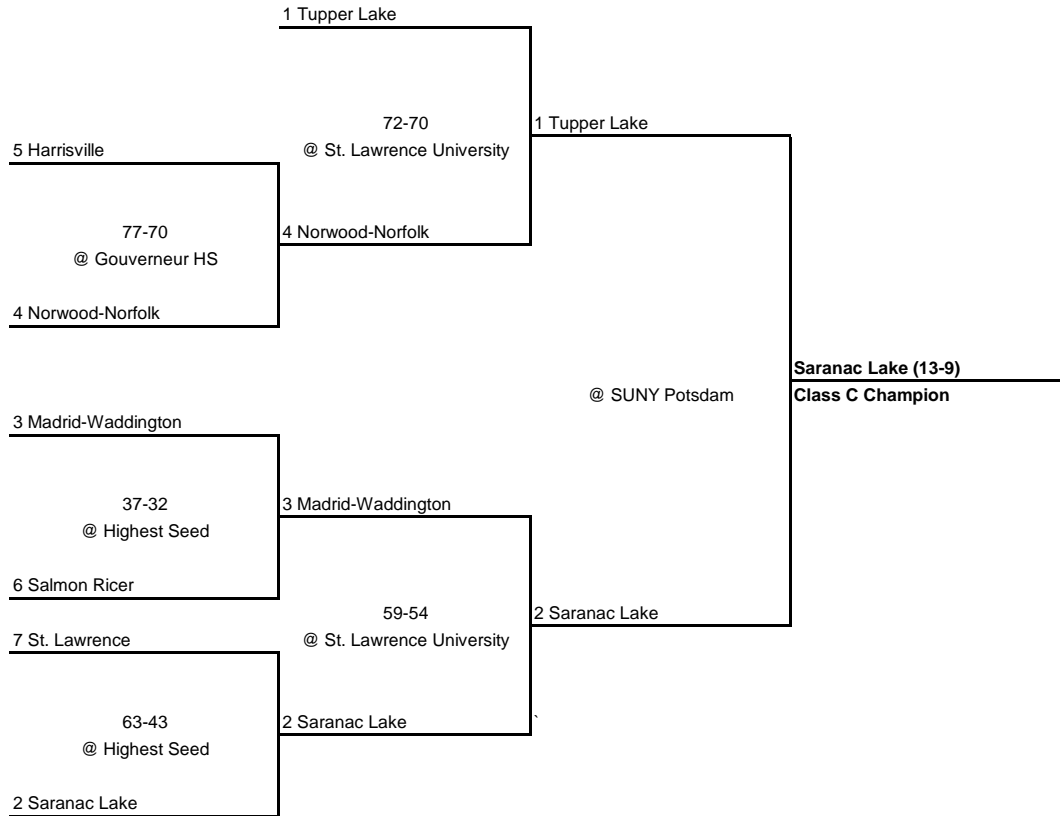 1 Tupper Lake
72-70
@ St. Lawrence University
1 Tupper Lake
5 Harrisville
77-70
@ Gouverneur HS
4 Norwood-Norfolk
4 Norwood-Norfolk
Saranac Lake (13-9)
@ SUNY Potsdam
Class C Champion
3 Madrid-Waddington
37-32
@ Highest Seed
3 Madrid-Waddington
6 Salmon Ricer
59-54
@ St. Lawrence University
2 Saranac Lake
7 St. Lawrence
63-43
@ Highest Seed
2 Saranac Lake
`
2 Saranac Lake